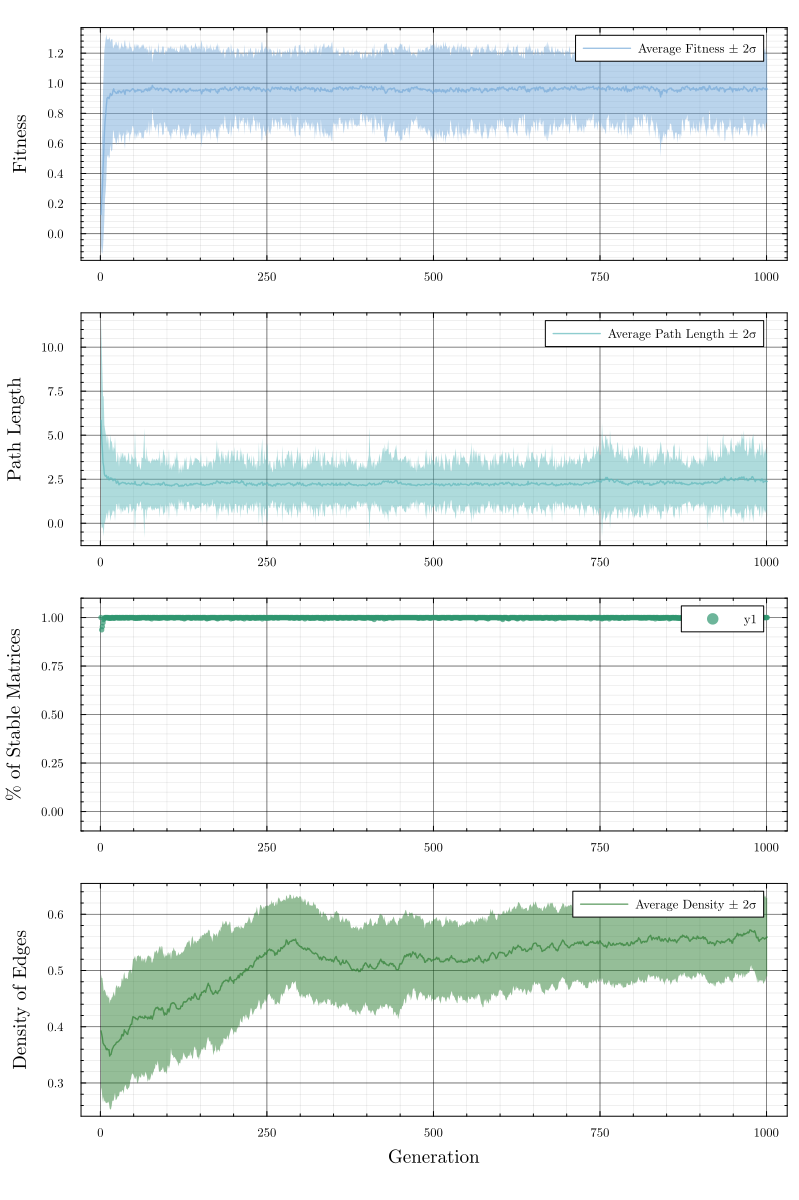 Average Fitness ± 2σ
1.2
1.0
0.8
0.6
0.4
0.2
0.0
Fitness
0 250 500 750 1000
Average Path Length ± 2σ
10.0
7.5
5.0
2.5
0.0
Path Length
0 250 500 750 1000
y1
1.00
0.75
0.50
0.25
0.00
% of Stable Matrices
0 250 500 750 1000
Average Density ± 2σ
0.6
0.5
0.4
0.3
Density of Edges
0 250 500 750 1000
Generation